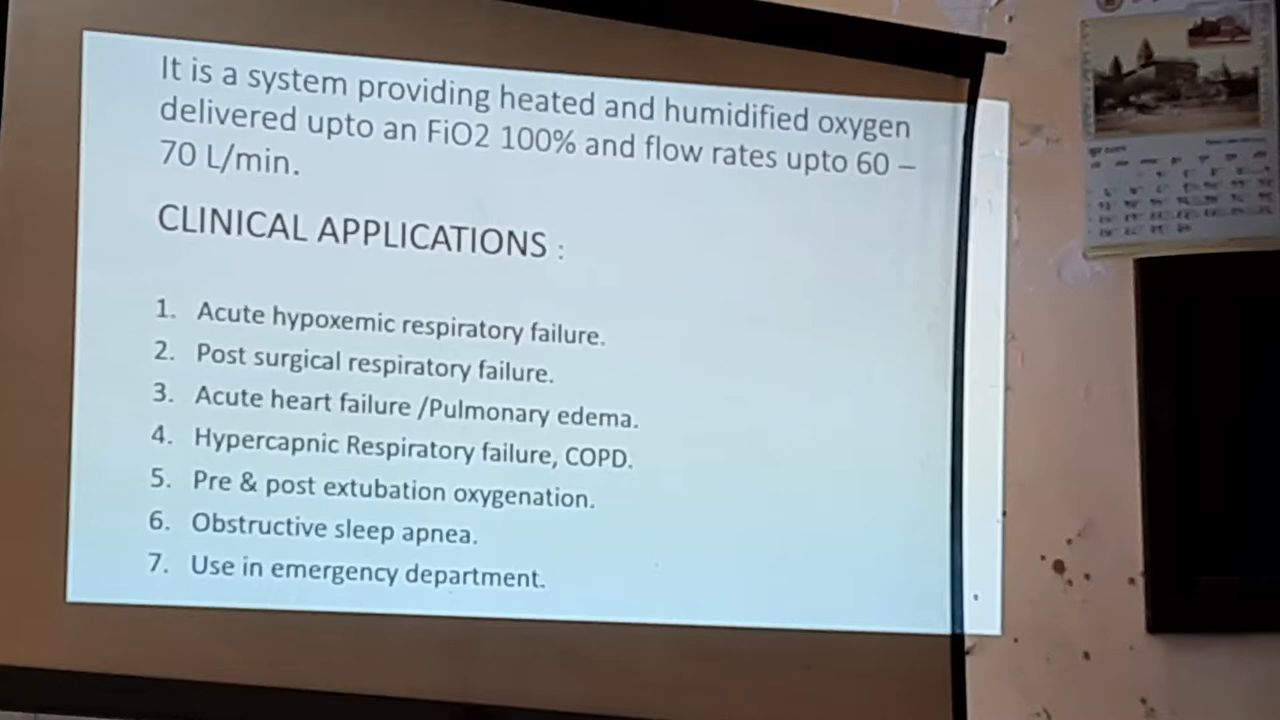 It is a system providing heated and humidified oxygen
delivered upto an FiO2 100% and flow rates upto 60 –
70 L/min.
CLINICAL APPLICATIONS :
1. Acute hypoxemic respiratory failure.
2. Post surgical respiratory failure.
3. Acute heart failure /Pulmonary edema.
4. Hypercapnic Respiratory failure, COPD.
5. Pre & post extubation oxygenation.
6. Obstructive sleep apnea.
7. Use in emergency department.